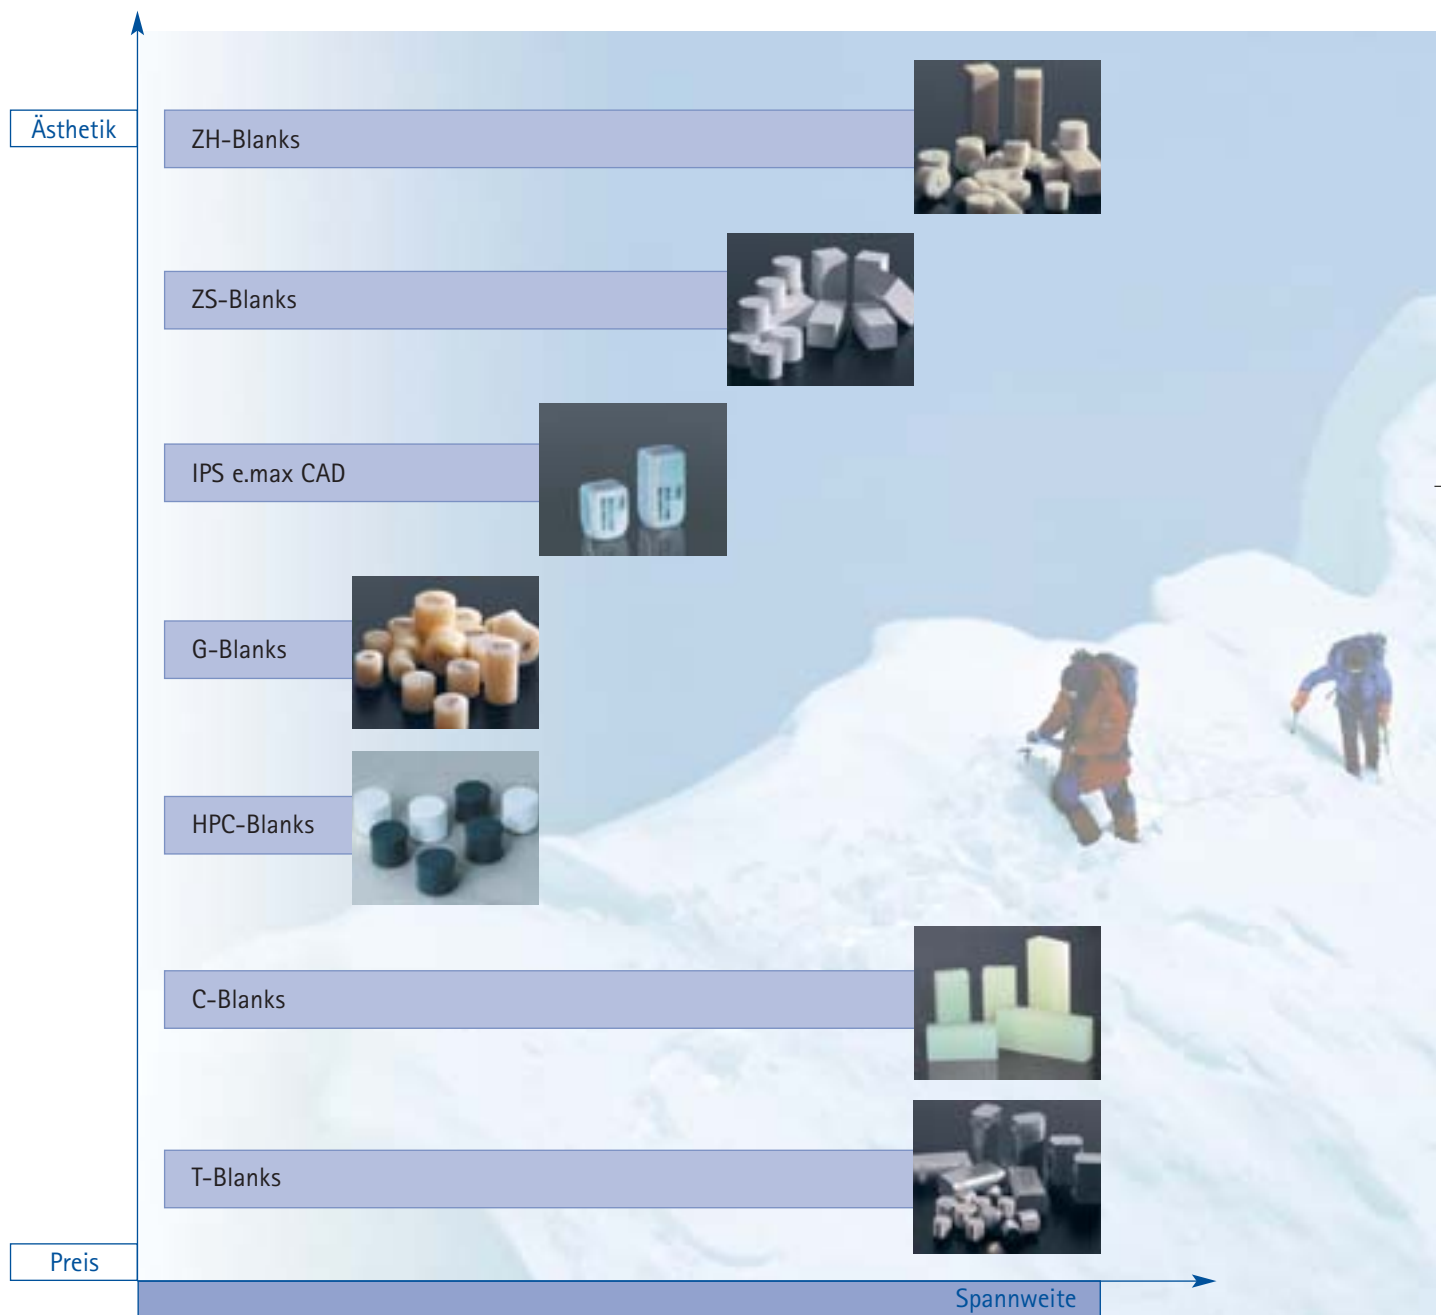 Ästhetik
ZH-Blanks
ZS-Blanks
IPS e.max CAD
G-Blanks
HPC-Blanks
C-Blanks
T-Blanks
Preis
Spannweite